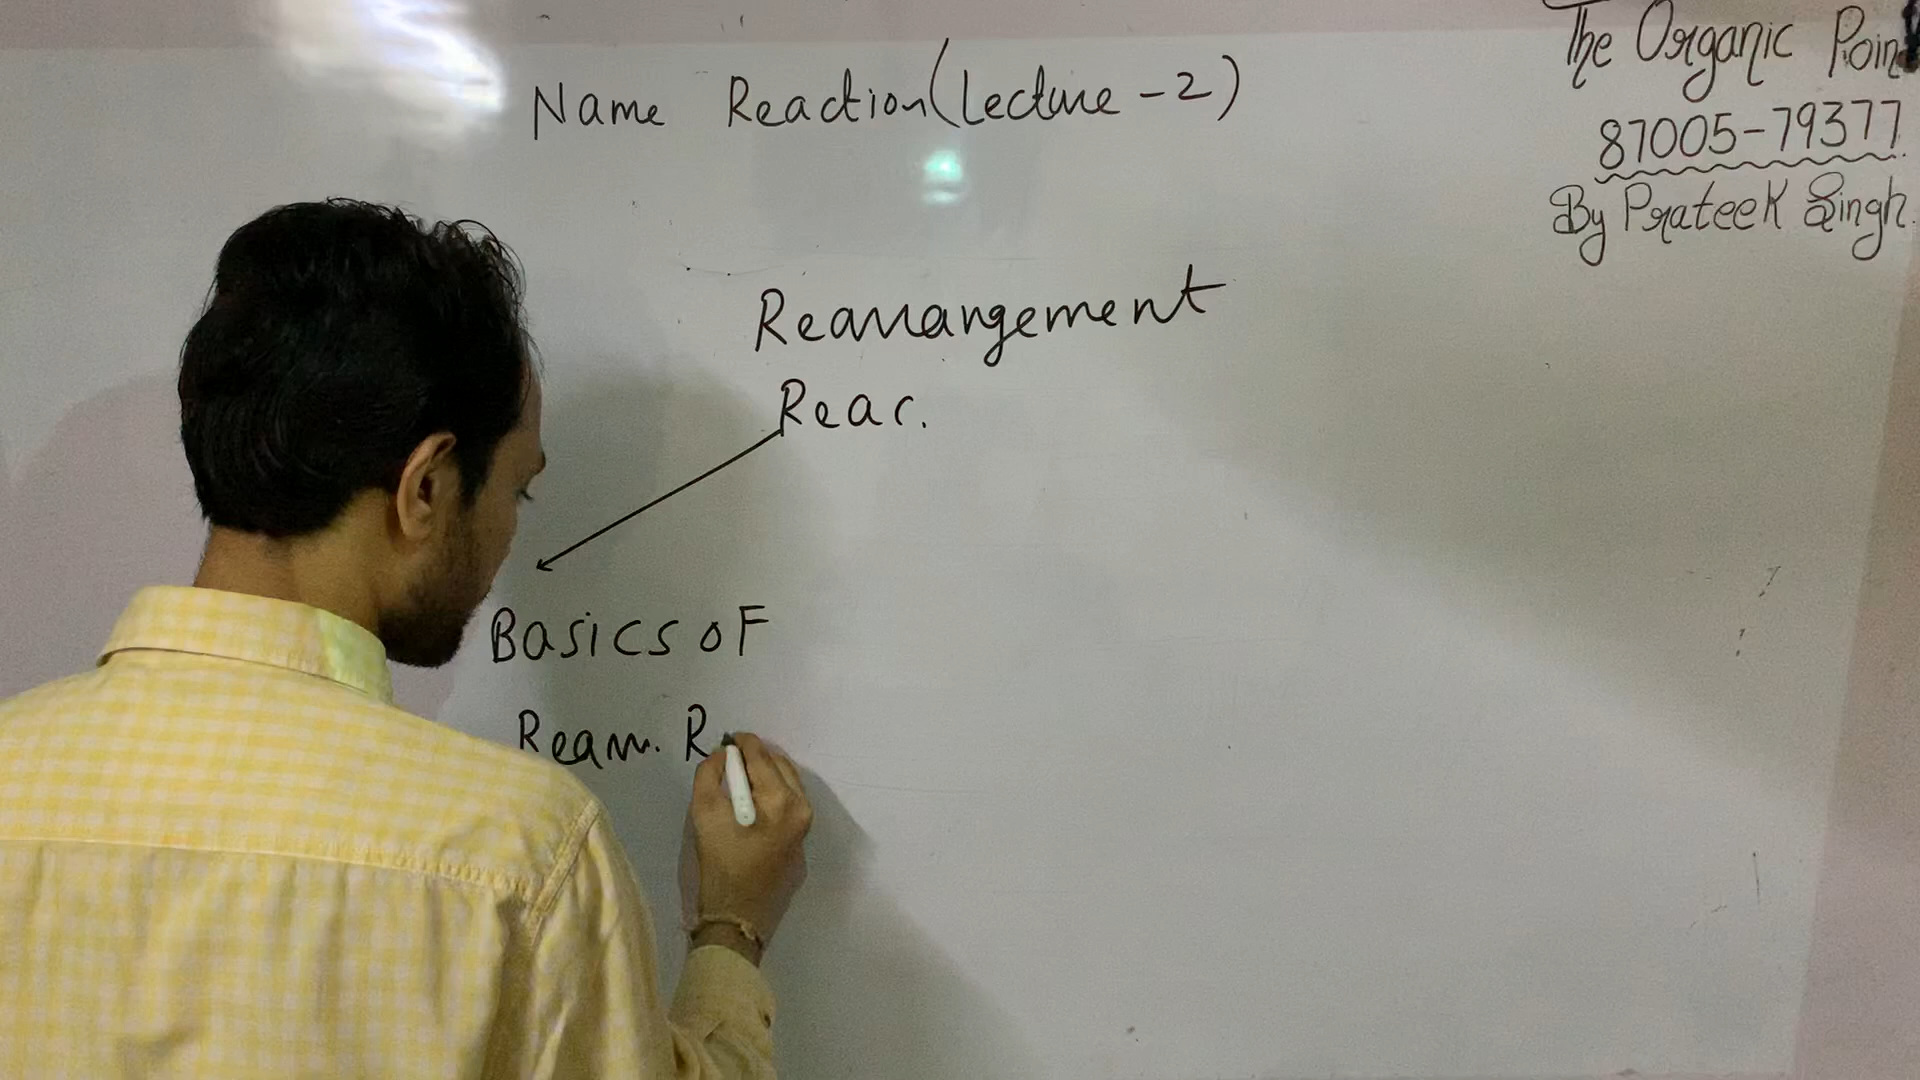 Name Reaction (Lecture - 2)
The Organic Poin
87005-79377
By Prateek Singh
Rearrangement
Reac.
Basics of
Rearr. R